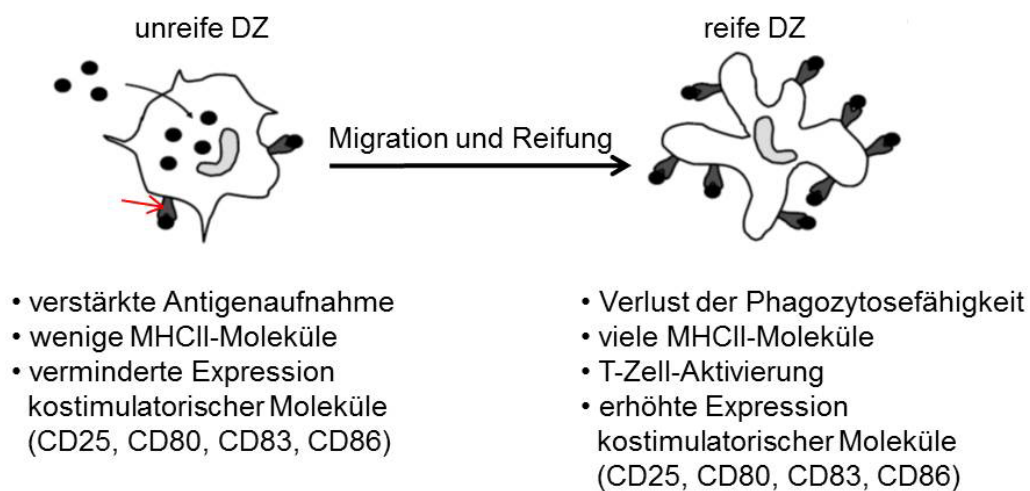 unreife DZ
reife DZ
Migration und Reifung
• verstärkte Antigenaufnahme
• wenige MHCII-Moleküle
• verminderte Expression
kostimulatorischer Moleküle
(CD25, CD80, CD83, CD86)
• Verlust der Phagozytosefähigkeit
• viele MHCII-Moleküle
• T-Zell-Aktivierung
• erhöhte Expression
kostimulatorischer Moleküle
(CD25, CD80, CD83, CD86)